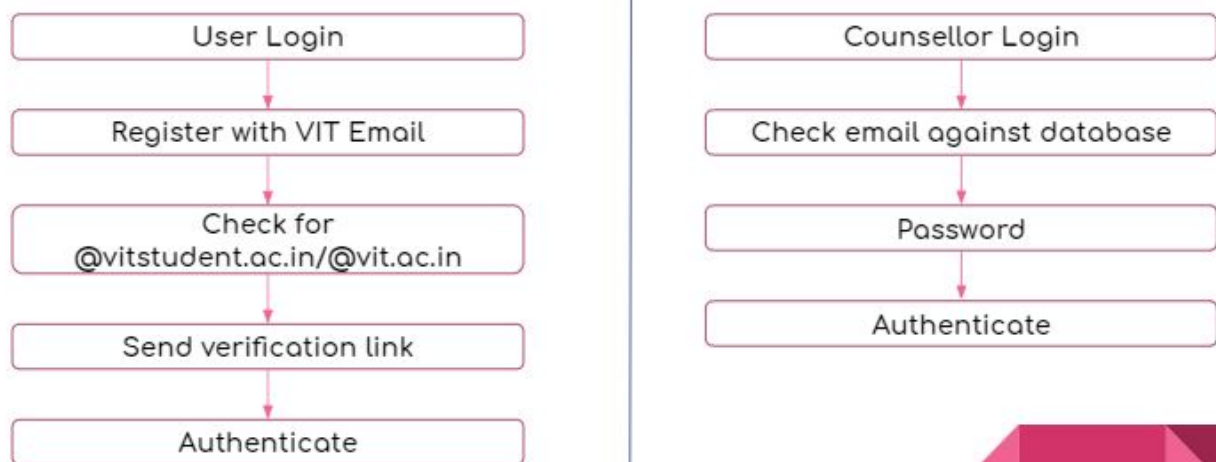 User Login
Register with VIT Email
Check for
@vitstudent.ac.in/@vit.ac.in
Send verification link
Authenticate
Counsellor Login
Check email against database
Password
Authenticate